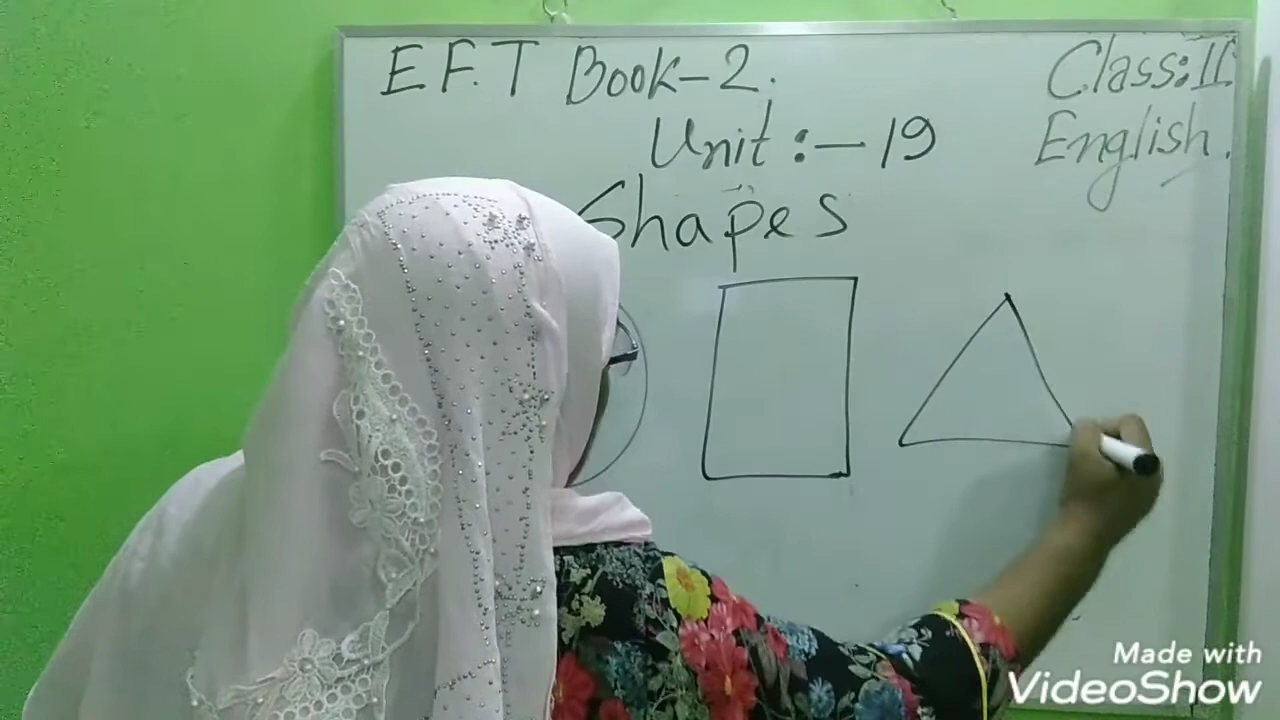 E.F.T Book-2.
Class:II
Unit:-19
English.
Shapes
Made with
VideoShow